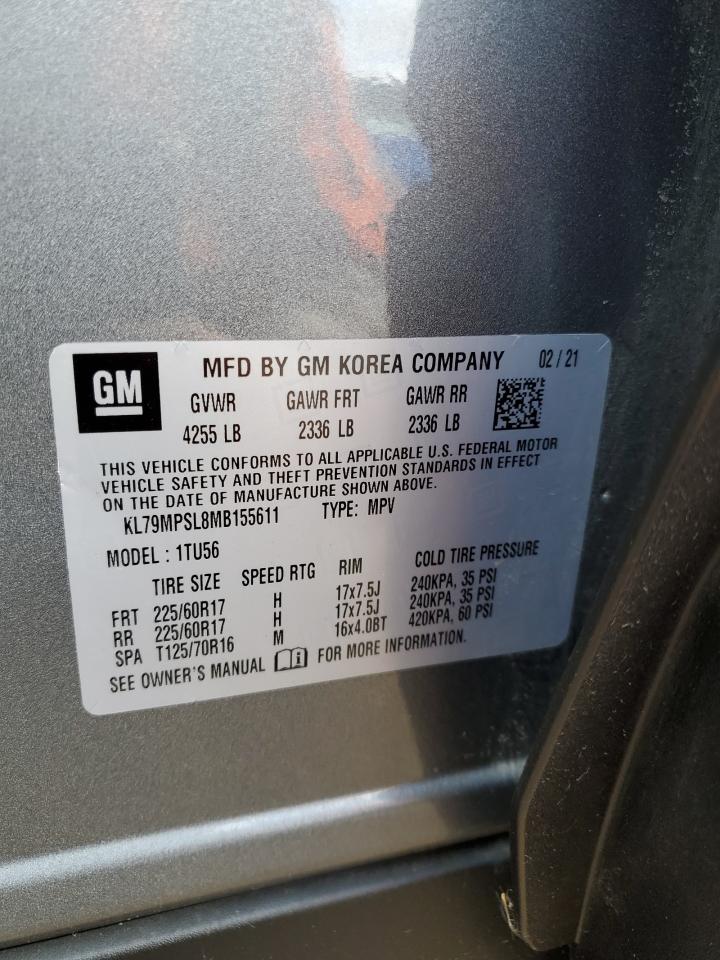 GM
MFD BY GM KOREA COMPANY 02 / 21
GVWR GAWR FRT GAWR RR
4255 LB 2336 LB 2336 LB
THIS VEHICLE CONFORMS TO ALL APPLICABLE U.S. FEDERAL MOTOR
VEHICLE SAFETY AND THEFT PREVENTION STANDARDS IN EFFECT
ON THE DATE OF MANUFACTURE SHOWN ABOVE.
KL79MPSL8MB155611 TYPE: MPV
MODEL : 1TU56
TIRE SIZE SPEED RTG RIM COLD TIRE PRESSURE
FRT 225/60R17 H 17x7.5J 240KPA, 35 PSI
RR 225/60R17 H 17x7.5J 240KPA, 35 PSI
SPA T125/70R16 M 16x4.0BT 420KPA, 60 PSI
SEE OWNER'S MANUAL FOR MORE INFORMATION.